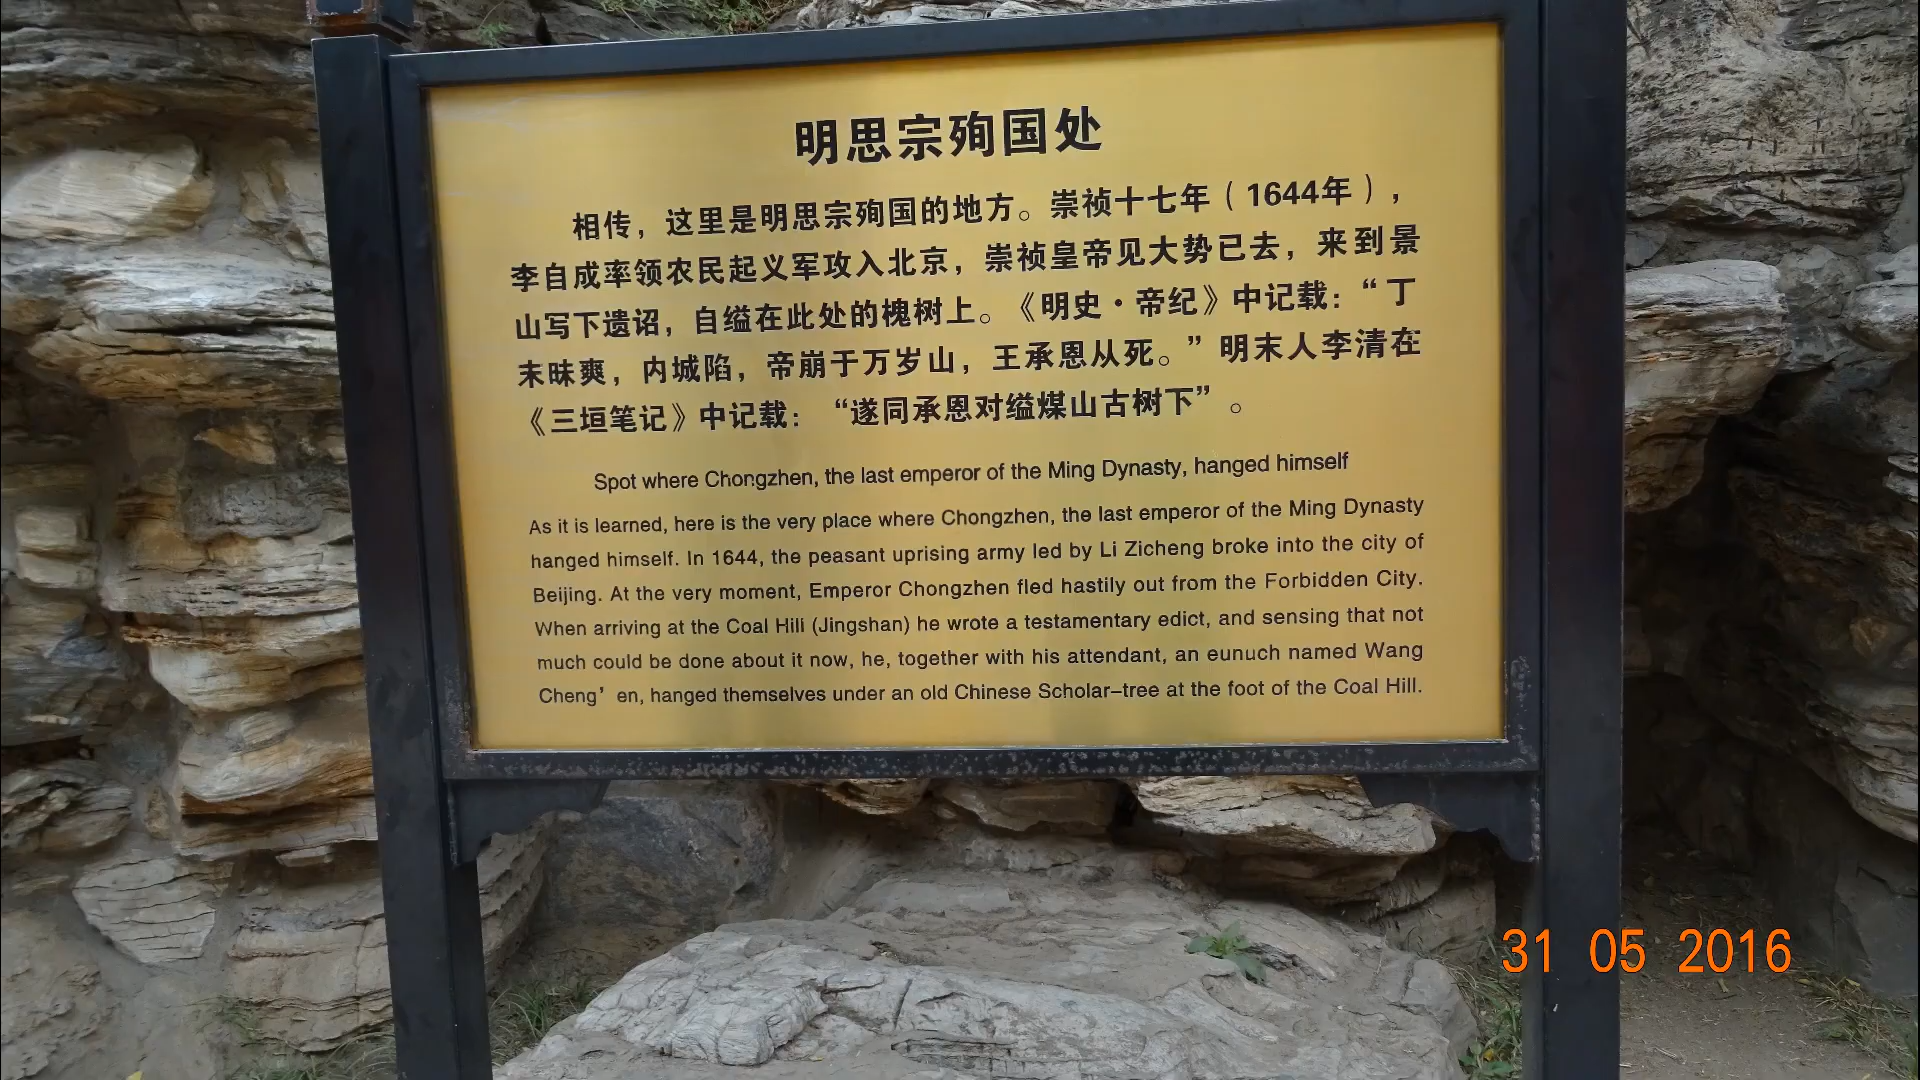 明思宗殉国处
相传，这里是明思宗殉国的地方。崇祯十七年（1644年），
李自成率领农民起义军攻入北京，崇祯皇帝见大势已去，来到景
山写下遗诏，自缢在此处的槐树上。《明史·帝纪》中记载：“丁
末昧爽，内城陷，帝崩于万岁山，王承恩从死。”明末人李清在
《三垣笔记》中记载：“遂同承恩对缢煤山古树下”。
Spot where Chongzhen, the last emperor of the Ming Dynasty, hanged himself
As it is learned, here is the very place where Chongzhen, the last emperor of the Ming Dynasty
hanged himself. In 1644, the peasant uprising army led by Li Zicheng broke into the city of
Beijing. At the very moment, Emperor Chongzhen fled hastily out from the Forbidden City.
When arriving at the Coal Hill (Jingshan) he wrote a testamentary edict, and sensing that not
much could be done about it now, he, together with his attendant, an eunuch named Wang
Cheng’en, hanged themselves under an old Chinese Scholar–tree at the foot of the Coal Hill.
31 05 2016